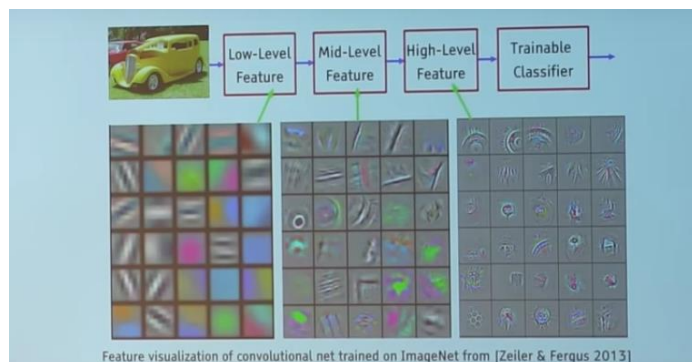 Low-Level
Feature
Mid-Level
Feature
High-Level
Feature
Trainable
Classifier
Feature visualization of convolutional net trained on ImageNet from [Zeiler & Fergus 2013]